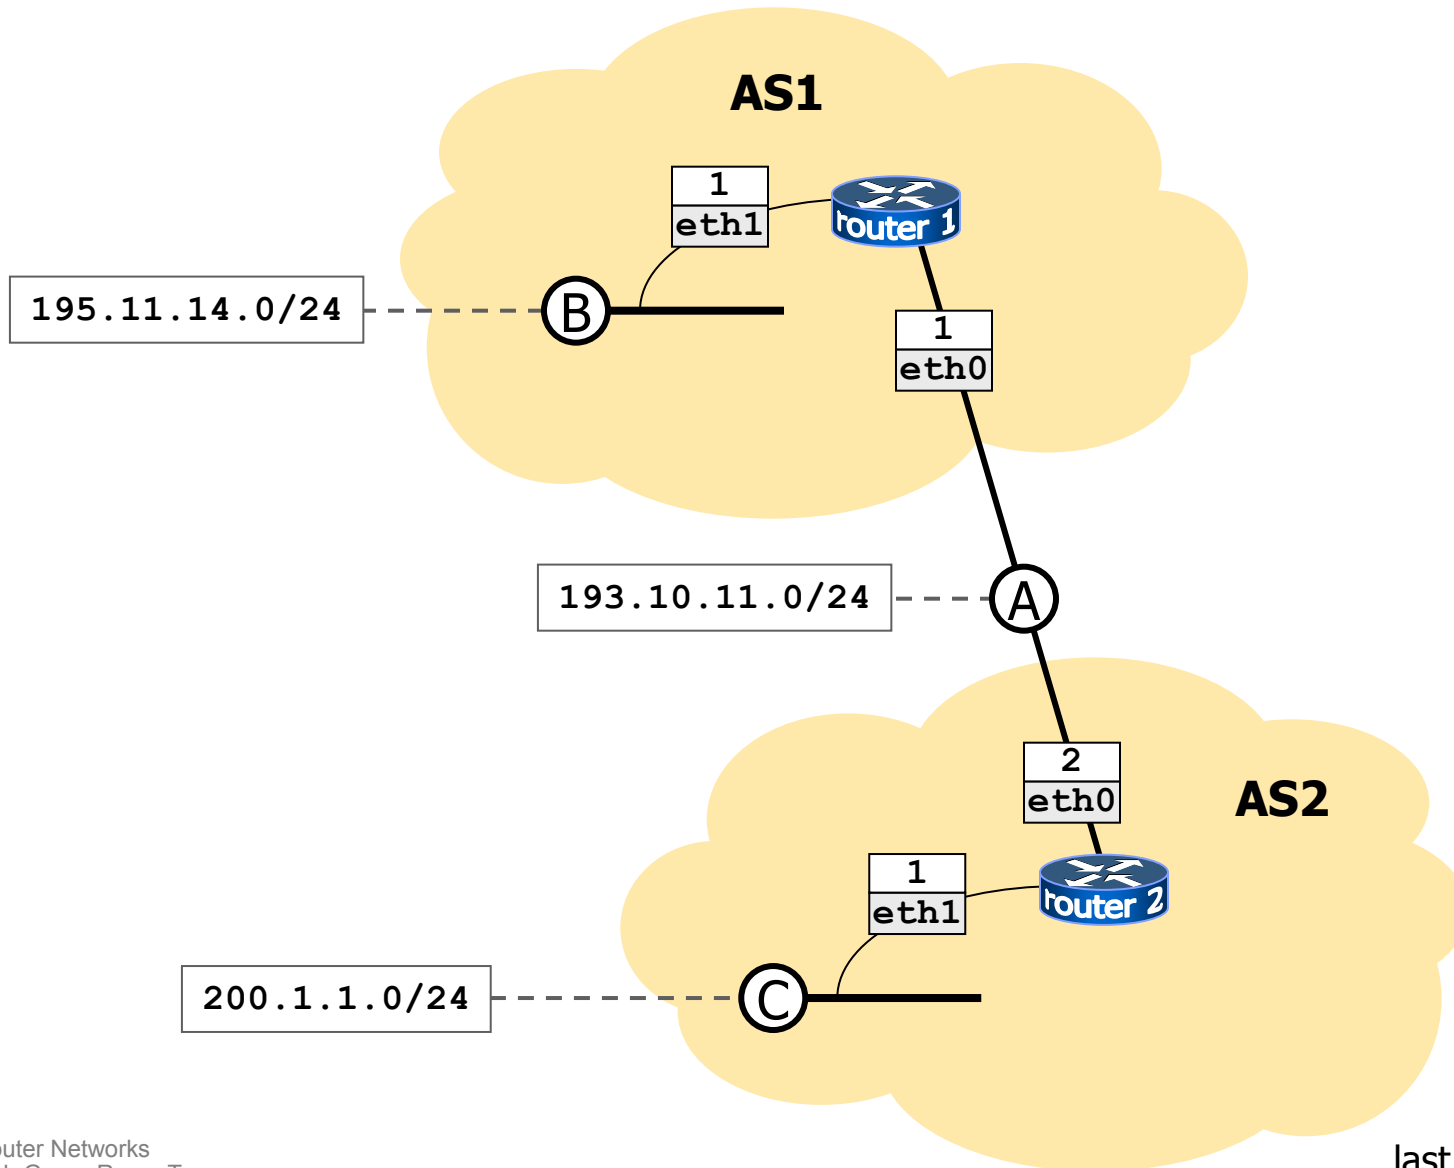 AS1
1
eth1
router 1
195.11.14.0/24
B
1
eth0
193.10.11.0/24
A
2
eth0
AS2
1
eth1
router 2
200.1.1.0/24
C
Networks
last